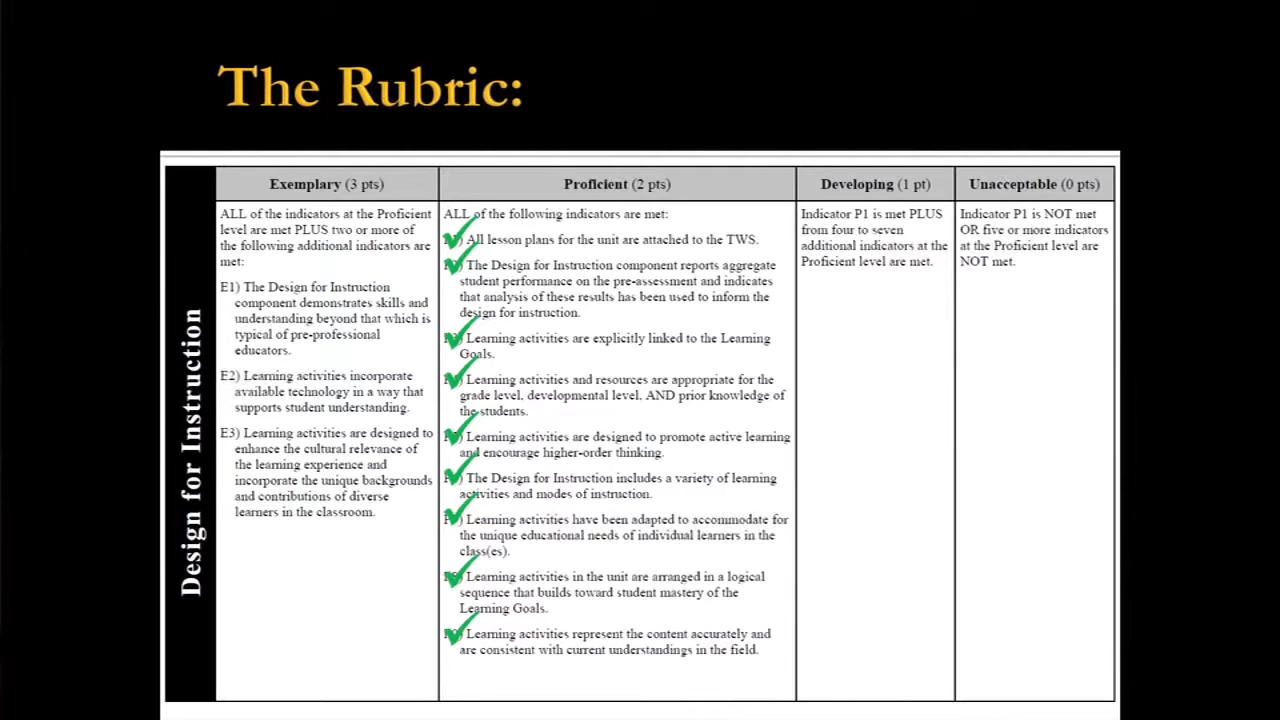 The Rubric:
Design for Instruction
Exemplary (3 pts)
ALL of the indicators at the Proficient
level are met PLUS two or more of
the following additional indicators are
met:
E1) The Design for Instruction
component demonstrates skills and
understanding beyond that which is
typical of pre-professional
educators.
E2) Learning activities incorporate
available technology in a way that
supports student understanding.
E3) Learning activities are designed to
enhance the cultural relevance of
the learning experience and
incorporate the unique backgrounds
and contributions of diverse
learners in the classroom.
Proficient (2 pts)
ALL of the following indicators are met:
All lesson plans for the unit are attached to the TWS.
The Design for Instruction component reports aggregate
student performance on the pre-assessment and indicates
that analysis of these results has been used to inform the
design for instruction.
Learning activities are explicitly linked to the Learning
Goals.
Learning activities and resources are appropriate for the
grade level, developmental level, AND prior knowledge of
the students.
Learning activities are designed to promote active learning
and encourage higher-order thinking.
The Design for Instruction includes a variety of learning
activities and modes of instruction.
Learning activities have been adapted to accommodate for
the unique educational needs of individual learners in the
class(es).
Learning activities in the unit are arranged in a logical
sequence that builds toward student mastery of the
Learning Goals.
Learning activities represent the content accurately and
are consistent with current understandings in the field.
Developing (1 pt)
Indicator P1 is met PLUS
from four to seven
additional indicators at the
Proficient level are met.
Unacceptable (0 pts)
Indicator P1 is NOT met
OR five or more indicators
at the Proficient level are
NOT met.